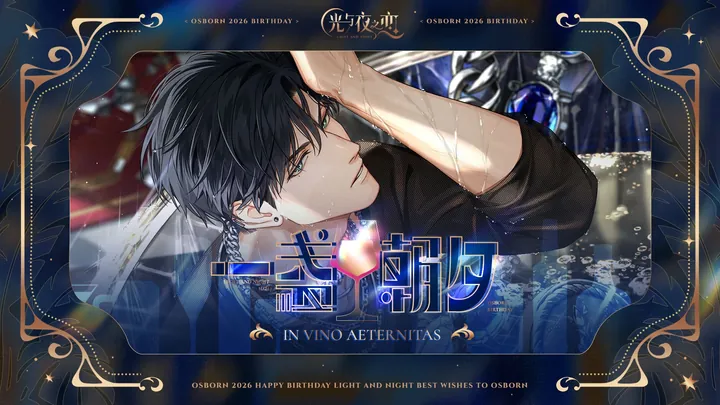 OSBORN 2026 BIRTHDAY
光与夜之恋
OSBORN 2026 BIRTHDAY
一盏朝夕
IN VINO AETERNITAS
OSBORN 2026 HAPPY BIRTHDAY LIGHT AND NIGHT BEST WISHES TO OSBORN